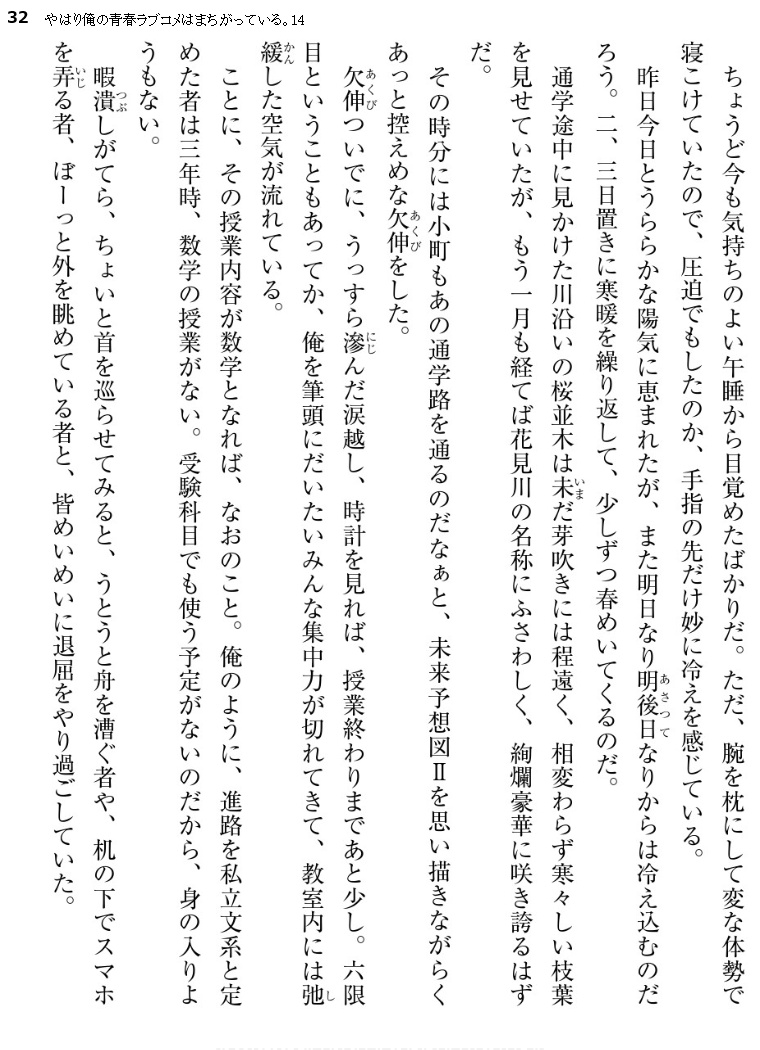 32 やはり俺の青春ラブコメはまちがっている。14
ちょうど今も気持ちのよい午睡から目覚めたばかりだ。ただ、腕を枕にして変な体勢で
寝こけていたので、圧迫でもしたのか、手指の先だけ妙に冷えを感じている。
昨日今日とうららかな陽気に恵まれたが、また明日なり明後日なりからは冷え込むのだ
ろう。二、三日置きに寒暖を繰り返して、少しずつ春めいてくるのだ。
通学途中に見かけた川沿いの桜並木は未だ芽吹きには程遠く、相変わらず寒々しい枝葉
を見せていたが、もう一月も経てば花見川の名称にふさわしく、絢爛豪華に咲き誇るはず
だ。
その時分には小町もあの通学路を通るのだなぁと、未来予想図Ⅱを思い描きながらく
あっと控えめな欠伸をした。
欠伸ついでに、うっすら滲んだ涙越し、時計を見れば、授業終わりまであと少し。六限
目ということもあってか、俺を筆頭にだいたいみんな集中力が切れてきて、教室内には弛
緩した空気が流れている。
ことに、その授業内容が数学となれば、なおのこと。俺のように、進路を私立文系と定
めた者は三年時、数学の授業がない。受験科目でも使う予定がないのだから、身の入りよ
うもない。
暇潰しがてら、ちょいと首を巡らせてみると、うとうと舟を漕ぐ者や、机の下でスマホ
を弄る者、ぼーっと外を眺めている者と、皆めいめいに退屈をやり過ごしていた。